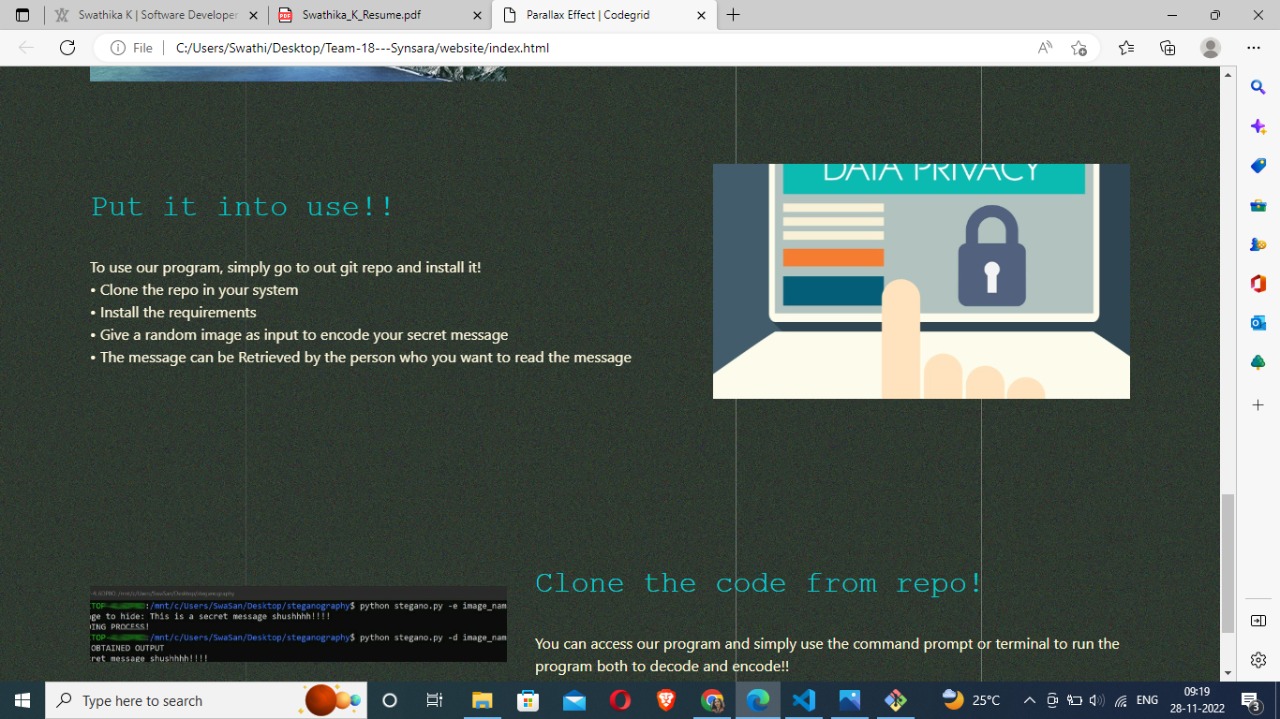 Swathika K | Software Developer
Swathika_K_Resume.pdf
Parallax Effect | Codegrid
File
C:/Users/Swathi/Desktop/Team-18---Synsara/website/index.html
DATA PRIVACY
Put it into use!!
To use our program, simply go to out git repo and install it!
• Clone the repo in your system
• Install the requirements
• Give a random image as input to encode your secret message
• The message can be Retrieved by the person who you want to read the message
Clone the code from repo!
:/mnt/c/Users/SwaSan/Desktop/steganography$ python stegano.py -e image_nam
ge to hide: This is a secret message shushhhh!!!!
ING PROCESS!
:/mnt/c/Users/SwaSan/Desktop/steganography$ python stegano.py -d image_nam
OBTAINED OUTPUT
ret message shushhhh!!!!
You can access our program and simply use the command prompt or terminal to run the
program both to decode and encode!!
Type here to search
25°C
ENG
09:19
28-11-2022
3